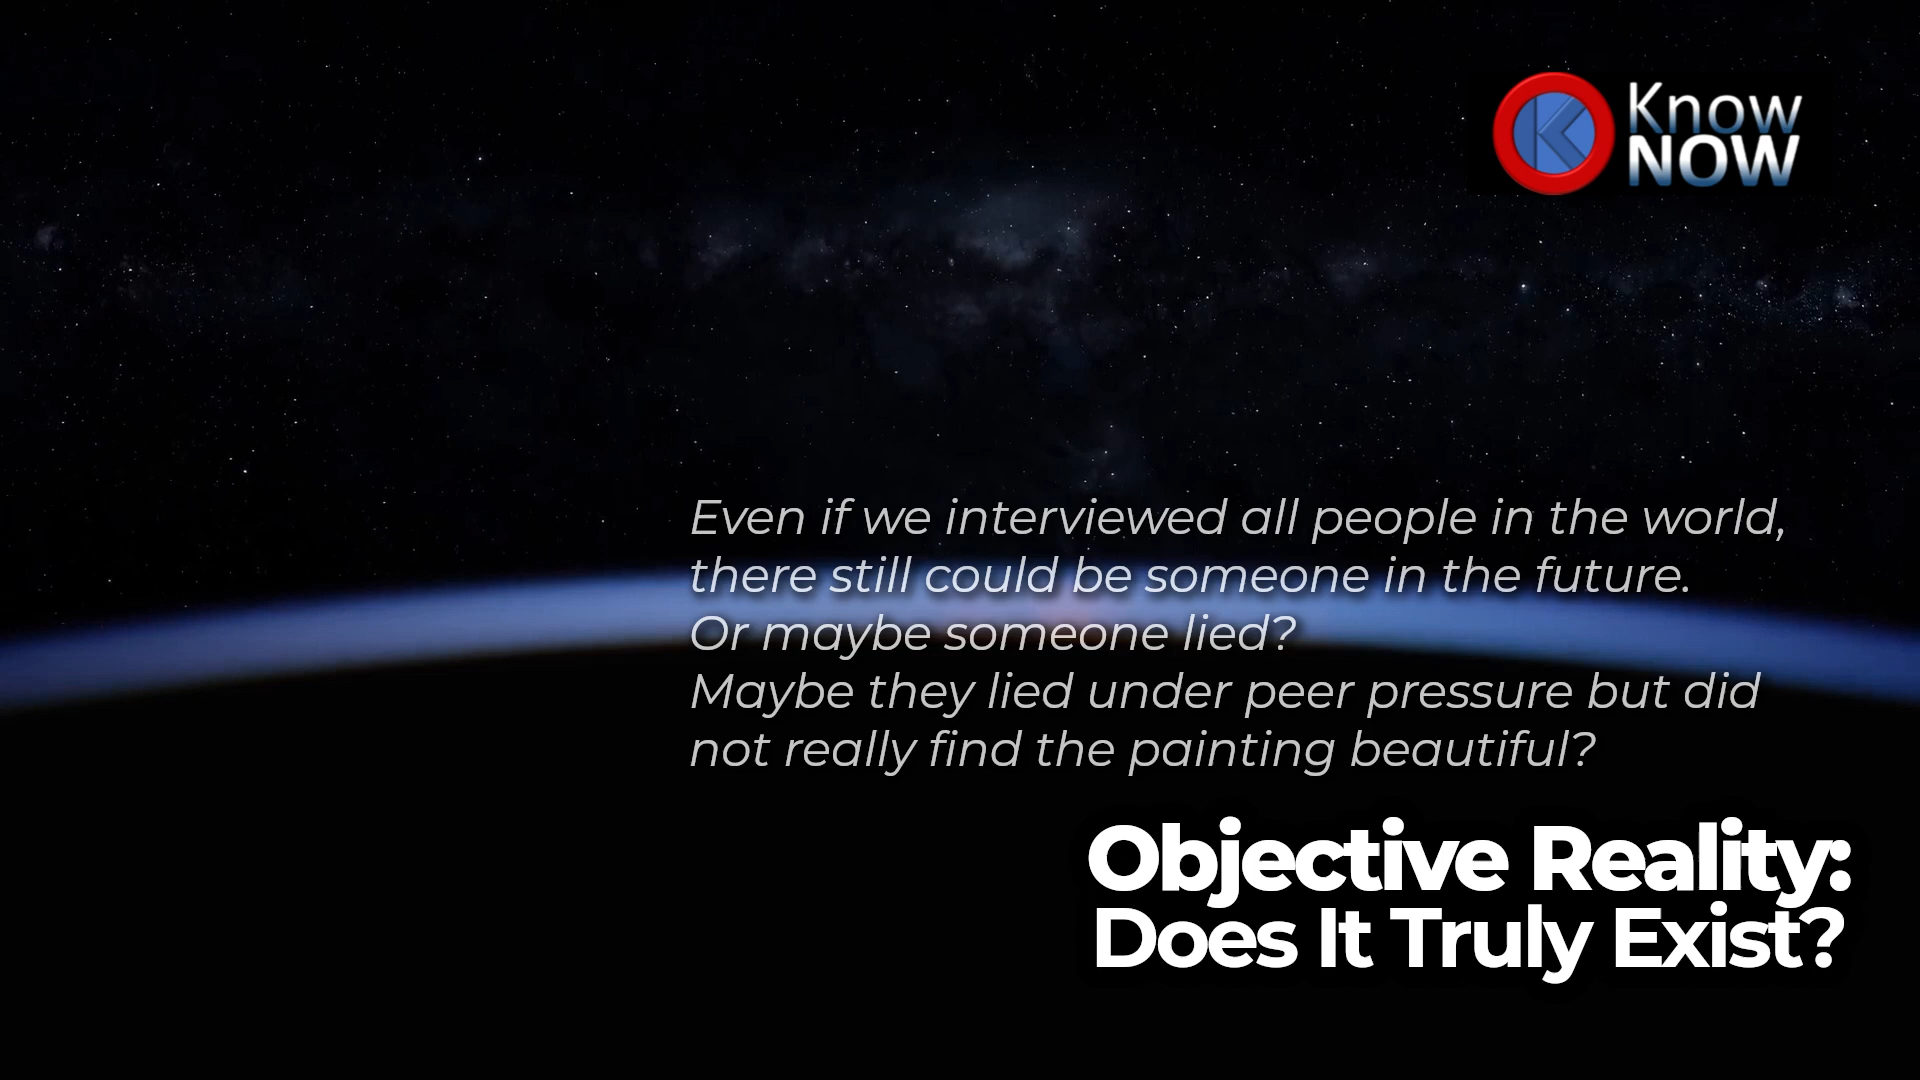 Know
NOW
Even if we interviewed all people in the world,
there still could be someone in the future.
Or maybe someone lied?
Maybe they lied under peer pressure but did
not really find the painting beautiful?
Objective Reality:
Does It Truly Exist?